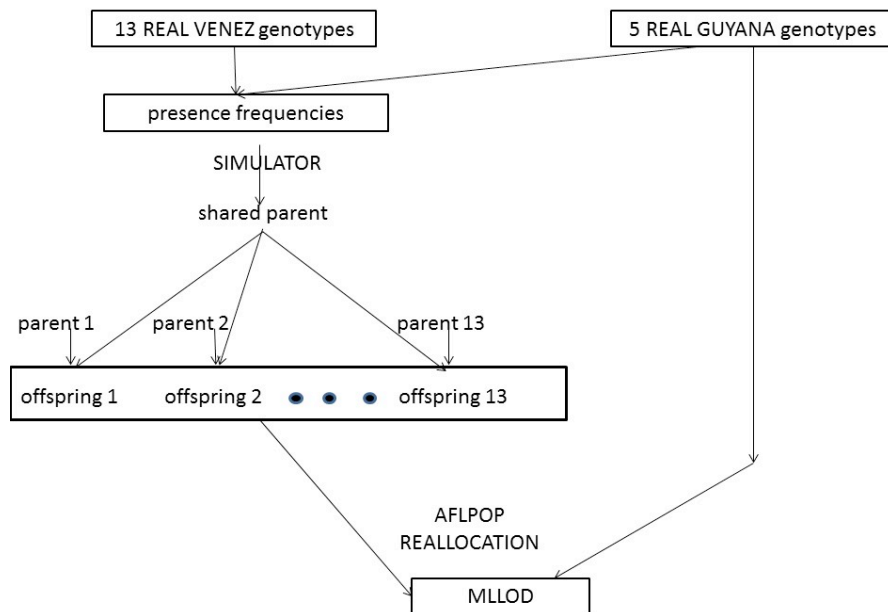 13 REAL VENEZ genotypes
5 REAL GUYANA genotypes
presence frequencies
SIMULATOR
shared parent
parent 1
parent 2
parent 13
offspring 1
offspring 2
offspring 13
AFLPOP
REALLOCATION
MLLOD